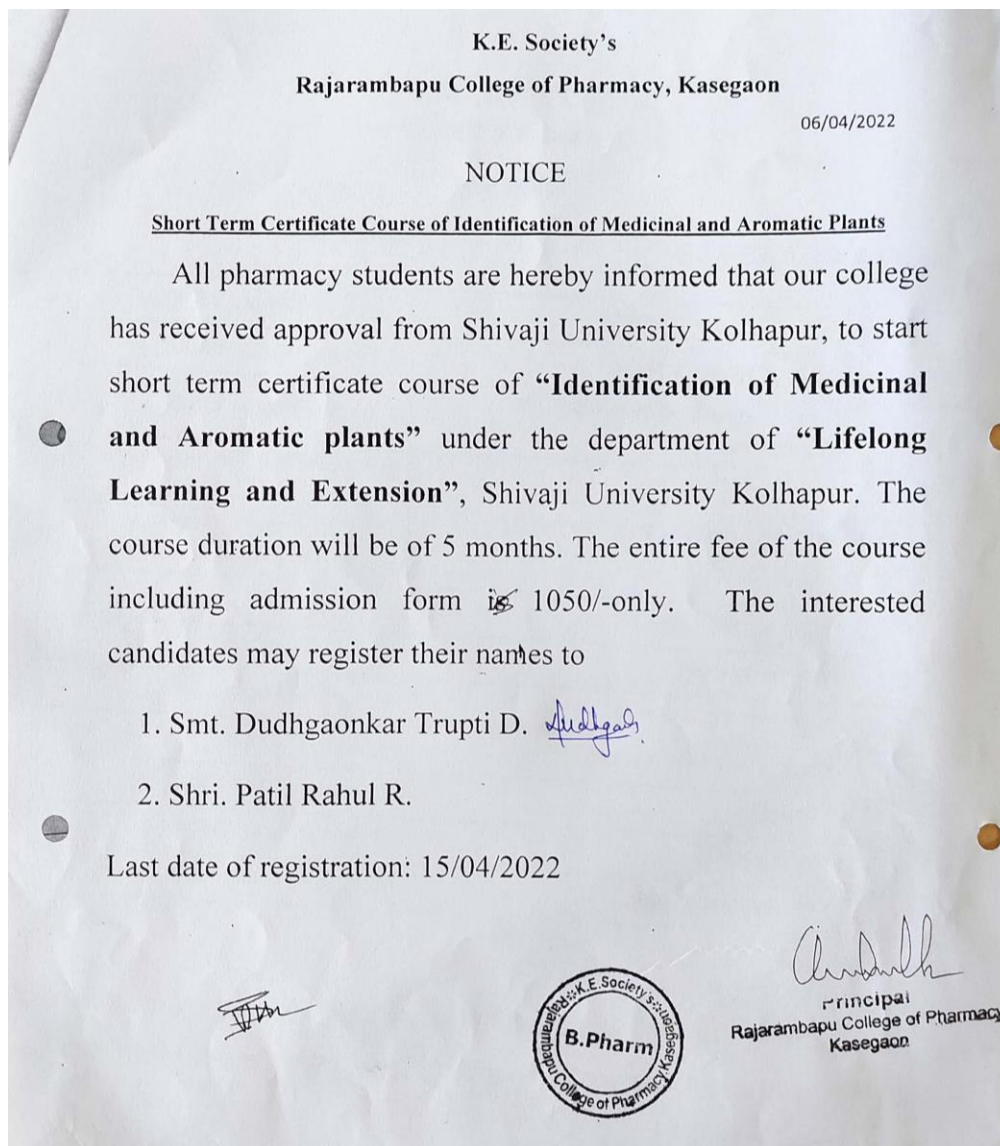 K.E. Society’s
Rajarambapu College of Pharmacy, Kasegaon
06/04/2022
NOTICE
Short Term Certificate Course of Identification of Medicinal and Aromatic Plants
All pharmacy students are hereby informed that our college
has received approval from Shivaji University Kolhapur, to start
short term certificate course of “Identification of Medicinal
and Aromatic plants” under the department of “Lifelong
Learning and Extension”, Shivaji University Kolhapur. The
course duration will be of 5 months. The entire fee of the course
including admission form is 1050/-only. The interested
candidates may register their names to
1. Smt. Dudhgaonkar Trupti D.
2. Shri. Patil Rahul R.
Last date of registration: 15/04/2022
K.E.Society's
Rajarambapu College of Pharmacy, Kasegaon
B.Pharm
Principal
Rajarambapu College of Pharmacy
Kasegaon